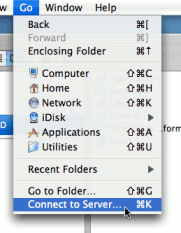 Go Window Help
Back ⌘[
Forward ⌘]
Enclosing Folder ⌘↑
Computer ⇧⌘C
Home ⇧⌘H
Network ⇧⌘K
iDisk
Applications ⇧⌘A
Utilities ⇧⌘U
Recent Folders
Go to Folder... ⇧⌘G
Connect to Server... ⌘K
.form